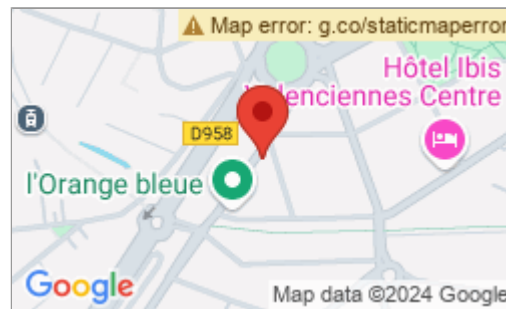 Map error: g.co/staticmaperror
Hôtel Ibis
Valenciennes Centre
D958
l'Orange bleue
Google
Map data ©2024 Google